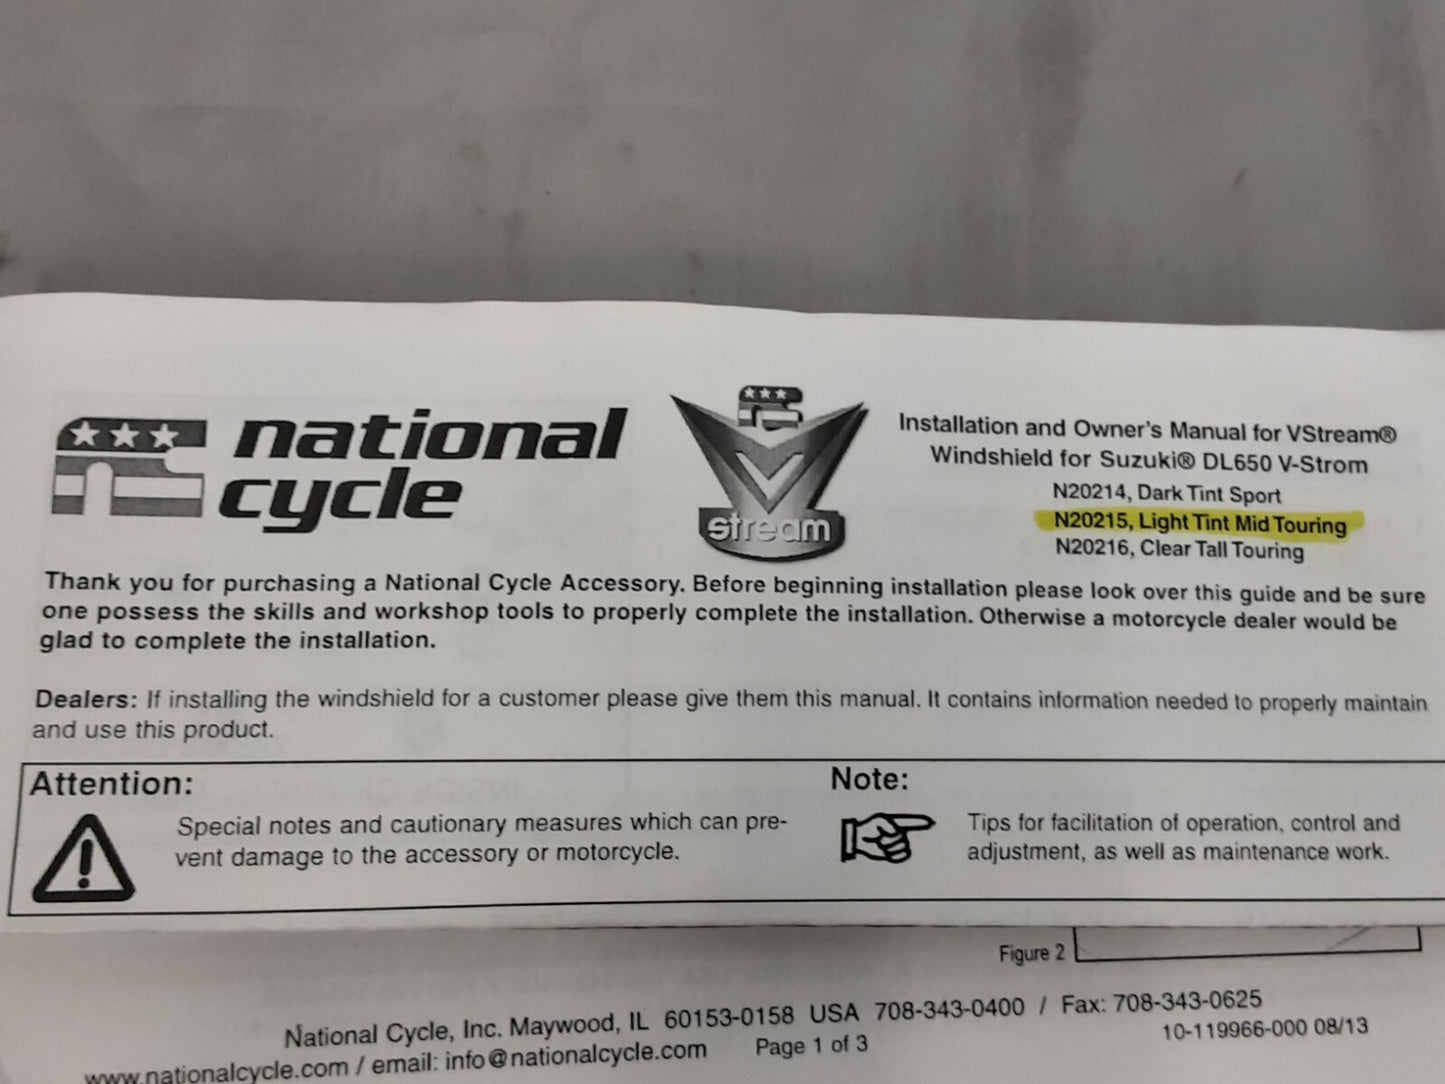 national
cycle
stream
Installation and Owner's Manual for VStream®
Windshield for Suzuki® DL650 V-Strom
N20214, Dark Tint Sport
N20215, Light Tint Mid Touring
N20216, Clear Tall Touring
Thank you for purchasing a National Cycle Accessory. Before beginning installation please look over this guide and be sure
one possess the skills and workshop tools to properly complete the installation. Otherwise a motorcycle dealer would be
glad to complete the installation.
Dealers: If installing the windshield for a customer please give them this manual. It contains information needed to properly maintain
and use this product.
Attention:
Special notes and cautionary measures which can pre-
vent damage to the accessory or motorcycle.
Note:
Tips for facilitation of operation, control and
adjustment, as well as maintenance work.
Figure 2
National Cycle, Inc. Maywood, IL 60153-0158 USA 708-343-0400 / Fax: 708-343-0625
www.nationalcycle.com / email: info@nationalcycle.com Page 1 of 3
10-119966-000 08/13